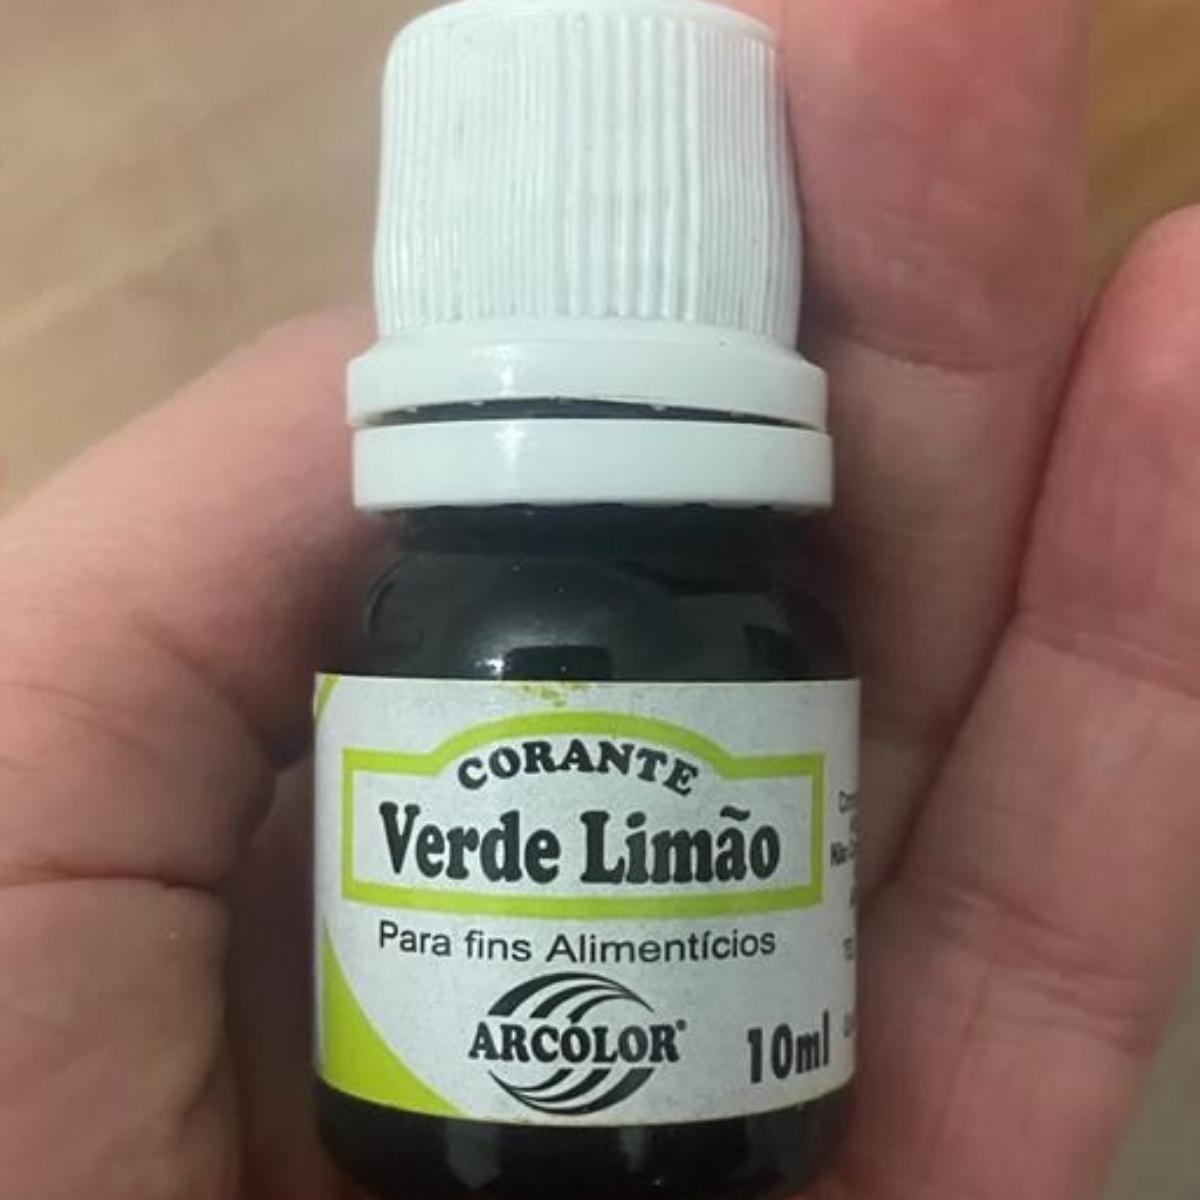 CORANTE
Verde Limão
Para fins Alimentícios
ARCOLOR®
10ml